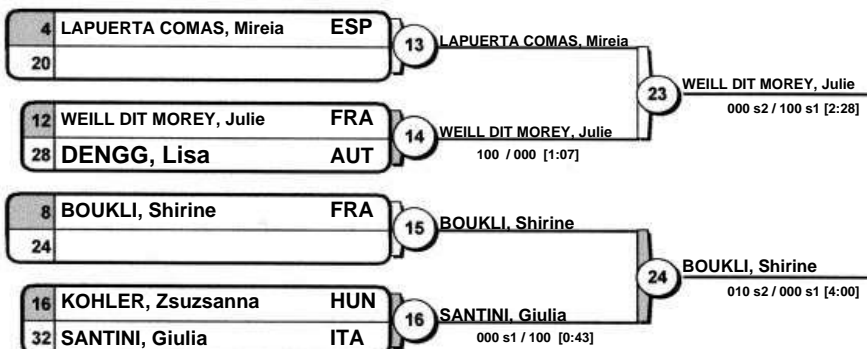 4 LAPUERTA COMAS, Mireia ESP
20
13 LAPUERTA COMAS, Mireia
12 WEILL DIT MOREY, Julie FRA
28 DENGG, Lisa AUT
14 WEILL DIT MOREY, Julie
100 / 000 [1:07]
23 WEILL DIT MOREY, Julie
000 s2 / 100 s1 [2:28]
8 BOUKLI, Shirine FRA
24
15 BOUKLI, Shirine
16 KOHLER, Zsuzsanna HUN
32 SANTINI, Giulia ITA
16 SANTINI, Giulia
000 s1 / 100 [0:43]
24 BOUKLI, Shirine
010 s2 / 000 s1 [4:00]